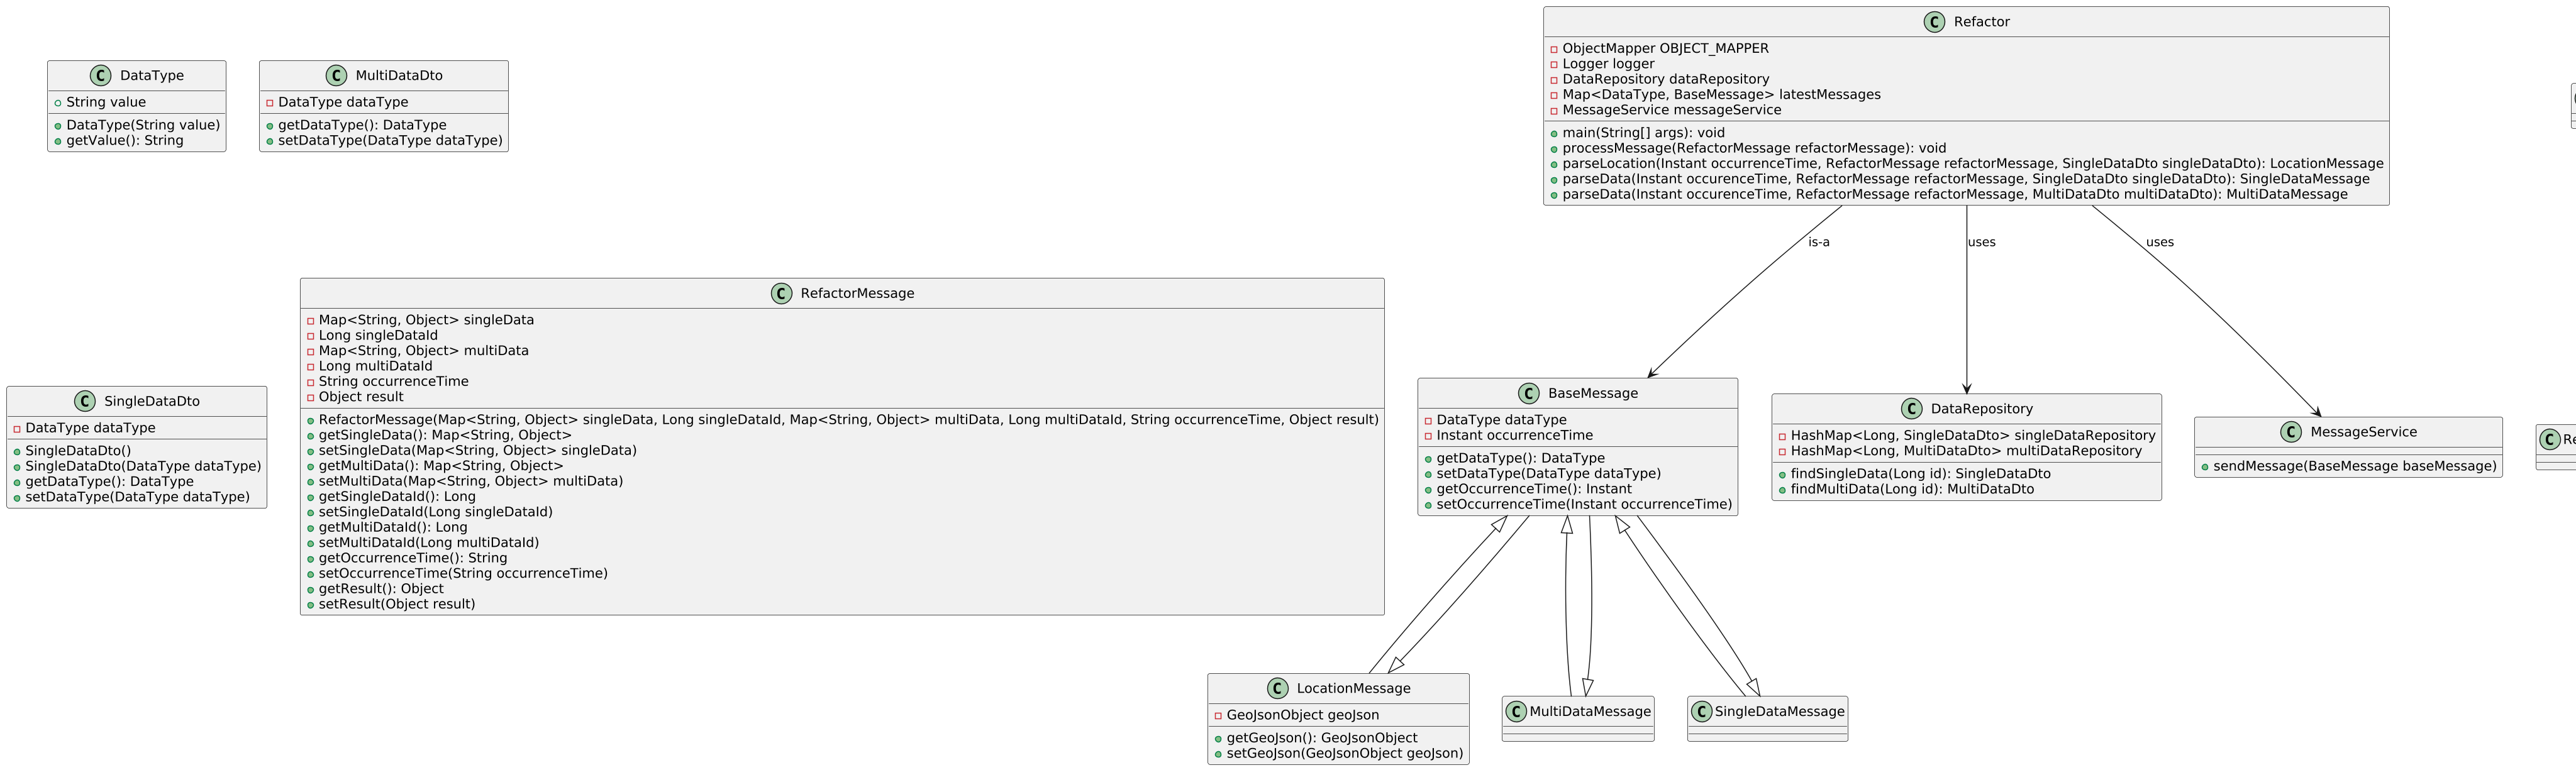 C Refactor
ObjectMapper OBJECT_MAPPER
Logger logger
DataRepository dataRepository
Map<DataType, BaseMessage> latestMessages
MessageService messageService
main(String[] args): void
processMessage(RefactorMessage refactorMessage): void
parseLocation(Instant occurrenceTime, RefactorMessage refactorMessage, SingleDataDto singleDataDto): LocationMessage
parseData(Instant occurenceTime, RefactorMessage refactorMessage, SingleDataDto singleDataDto): SingleDataMessage
parseData(Instant occurenceTime, RefactorMessage refactorMessage, MultiDataDto multiDataDto): MultiDataMessage
C DataType
String value
DataType(String value)
getValue(): String
C MultiDataDto
DataType dataType
getDataType(): DataType
setDataType(DataType dataType)
is-a
uses
uses
C RefactorMessage
Map<String, Object> singleData
Long singleDataId
Map<String, Object> multiData
Long multiDataId
String occurrenceTime
Object result
RefactorMessage(Map<String, Object> singleData, Long singleDataId, Map<String, Object> multiData, Long multiDataId, String occurrenceTime, Object result)
getSingleData(): Map<String, Object>
setSingleData(Map<String, Object> singleData)
getMultiData(): Map<String, Object>
setMultiData(Map<String, Object> multiData)
getSingleDataId(): Long
setSingleDataId(Long singleDataId)
getMultiDataId(): Long
setMultiDataId(Long multiDataId)
getOccurrenceTime(): String
setOccurrenceTime(String occurrenceTime)
getResult(): Object
setResult(Object result)
C SingleDataDto
DataType dataType
SingleDataDto()
SingleDataDto(DataType dataType)
getDataType(): DataType
setDataType(DataType dataType)
C BaseMessage
DataType dataType
Instant occurrenceTime
getDataType(): DataType
setDataType(DataType dataType)
getOccurrenceTime(): Instant
setOccurrenceTime(Instant occurrenceTime)
C DataRepository
HashMap<Long, SingleDataDto> singleDataRepository
HashMap<Long, MultiDataDto> multiDataRepository
findSingleData(Long id): SingleDataDto
findMultiData(Long id): MultiDataDto
C MessageService
sendMessage(BaseMessage baseMessage)
C
C LocationMessage
GeoJsonObject geoJson
getGeoJson(): GeoJsonObject
setGeoJson(GeoJsonObject geoJson)
C MultiDataMessage
C SingleDataMessage